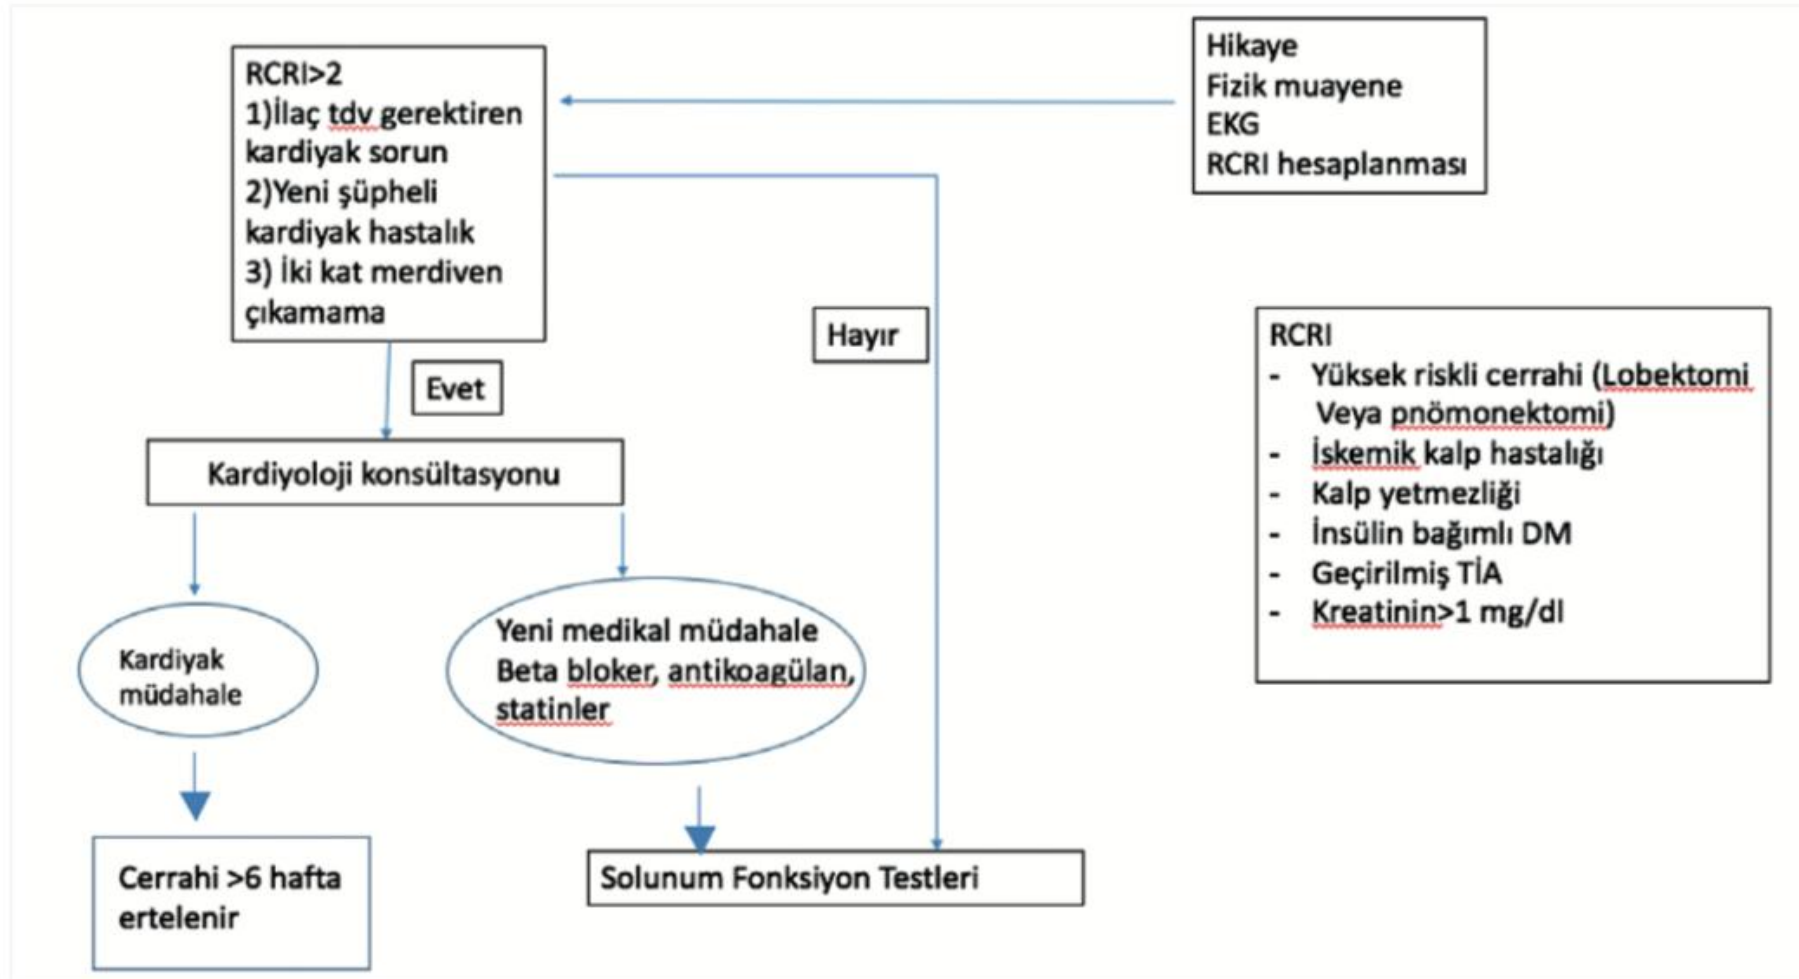 RCRİ>2
1)İlaç tdv gerektiren
kardiyak sorun
2)Yeni şüpheli
kardiyak hastalık
3) İki kat merdiven
çıkamama
Hikaye
Fizik muayene
EKG
RCRI hesaplanması
Hayır
Evet
RCRI
- Yüksek riskli cerrahi (Lobektomi
Veya pnömonektomi)
- İskemik kalp hastalığı
- Kalp yetmezliği
- İnsülin bağımlı DM
- Geçirilmiş TİA
- Kreatinin>1 mg/dl
Kardiyoloji konsültasyonu
Kardiyak
müdahale
Yeni medikal müdahale
Beta bloker, antikoagülan,
statinler
Cerrahi >6 hafta
ertelenir
Solunum Fonksiyon Testleri